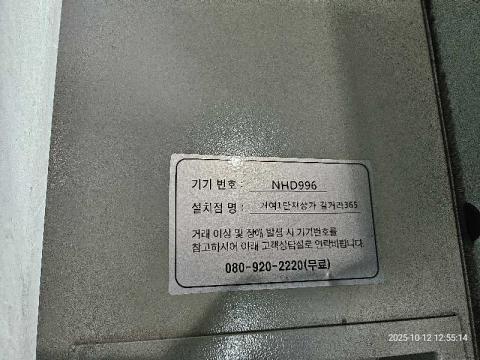 기기 번호 : NHD996
설치점 명 : 거여1단지상가 길거리365
거래 이상 및 장애 발생 시 기기번호를
참고하시어 아래 고객상담실로 연락바랍니다.
080-920-2220(무료)
2025-10-12 12:55:14